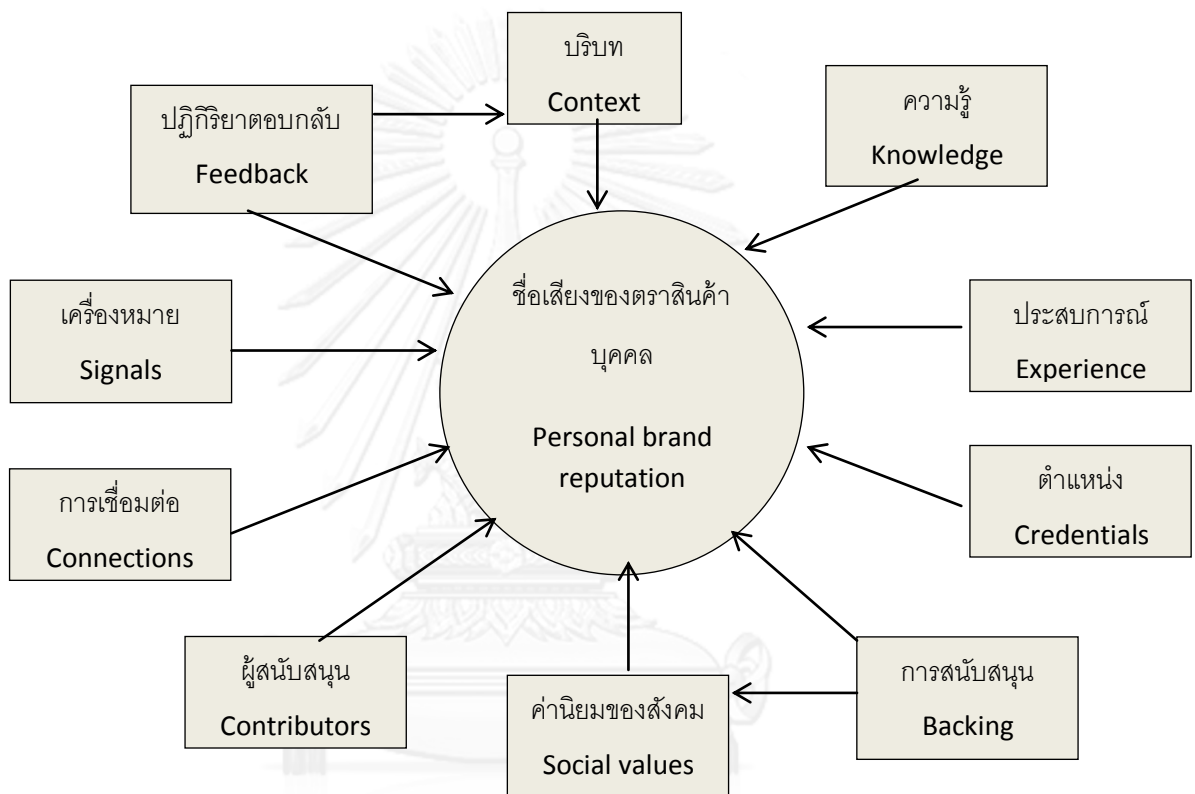 บริบท
Context
ความรู้
Knowledge
ปฏิกิริยาตอบกลับ
Feedback
ชื่อเสียงของตราสินค้า
บุคคล
Personal brand
reputation
เครื่องหมาย
Signals
ประสบการณ์
Experience
การเชื่อมต่อ
Connections
ตำแหน่ง
Credentials
ผู้สนับสนุน
Contributors
ค่านิยมของสังคม
Social values
การสนับสนุน
Backing